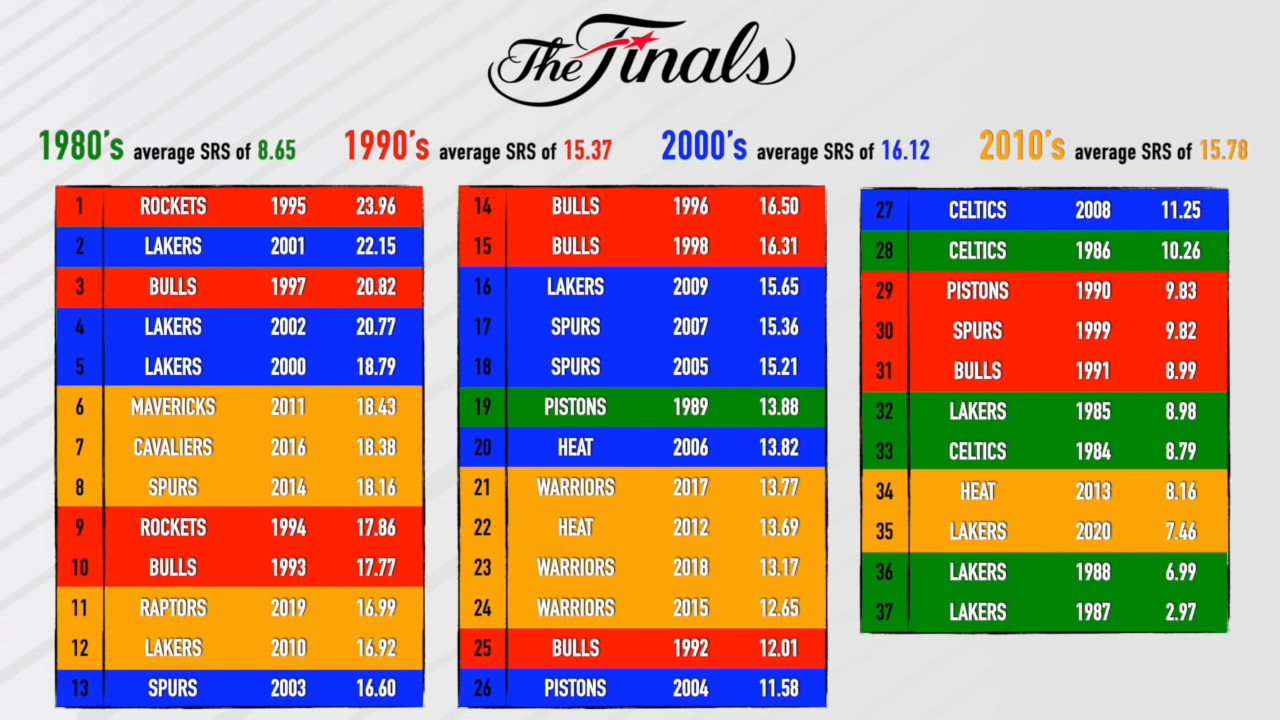 The Finals
1980's average SRS of 8.65
1990's average SRS of 15.37
2000's average SRS of 16.12
2010's average SRS of 15.78
1 ROCKETS 1995 23.96
2 LAKERS 2001 22.15
3 BULLS 1997 20.82
4 LAKERS 2002 20.77
5 LAKERS 2000 18.79
6 MAVERICKS 2011 18.43
7 CAVALIERS 2016 18.38
8 SPURS 2014 18.16
9 ROCKETS 1994 17.86
10 BULLS 1993 17.77
11 RAPTORS 2019 16.99
12 LAKERS 2010 16.92
13 SPURS 2003 16.60
14 BULLS 1996 16.50
15 BULLS 1998 16.31
16 LAKERS 2009 15.65
17 SPURS 2007 15.36
18 SPURS 2005 15.21
19 PISTONS 1989 13.88
20 HEAT 2006 13.82
21 WARRIORS 2017 13.77
22 HEAT 2012 13.69
23 WARRIORS 2018 13.17
24 WARRIORS 2015 12.65
25 BULLS 1992 12.01
26 PISTONS 2004 11.58
27 CELTICS 2008 11.25
28 CELTICS 1986 10.26
29 PISTONS 1990 9.83
30 SPURS 1999 9.82
31 BULLS 1991 8.99
32 LAKERS 1985 8.98
33 CELTICS 1984 8.79
34 HEAT 2013 8.16
35 LAKERS 2020 7.46
36 LAKERS 1988 6.99
37 LAKERS 1987 2.97